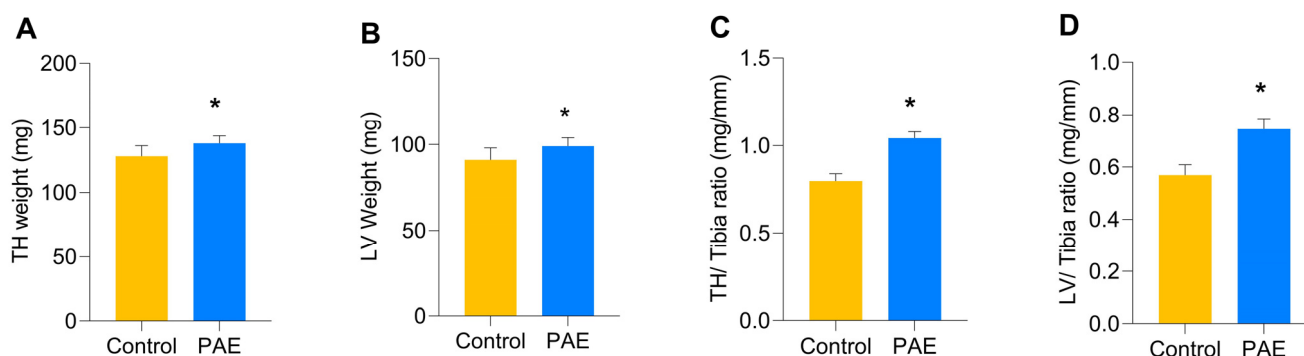 A
TH weight (mg)
200
150
100
50
0
*
Control PAE
B
LV Weight (mg)
150
100
50
0
*
Control PAE
C
TH/ Tibia ratio (mg/mm)
1.5
1.0
0.5
0.0
*
Control PAE
D
LV/ Tibia ratio (mg/mm)
1.0
0.8
0.6
0.4
0.2
0.0
*
Control PAE